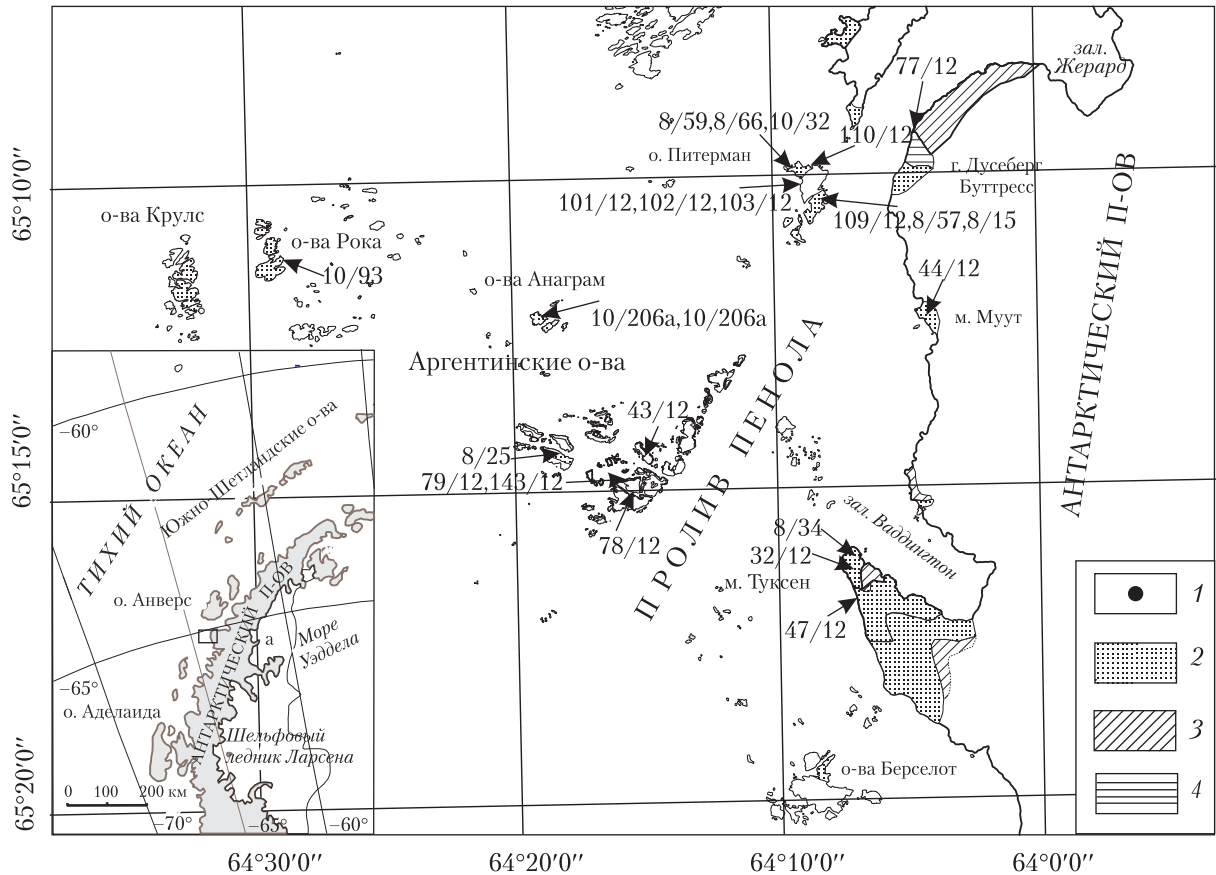 зал.
Жерард
77/12
8/59,8/66,10/32
110/12
о. Питерман
г. Дусеберг
Буттресс
65°10′0′′
101/12,102/12,103/12
109/12,8/57,8/15
о-ва Крулс
о-ва Рока
10/93
о-ва Анаграм
10/206а,10/206а
44/12
м. Муут
АНТАРКТИЧЕСКИЙ П-ОВ
Аргентинские о-ва
ПРОЛИВ ПЕНОЛА
43/12
8/25
79/12,143/12
78/12
65°15′0′′
зал. Ваддингтон
8/34
32/12
м. Туксен
47/12
о-ва Берселот
65°20′0′′
–60°
ТИХИЙ ОКЕАН
Южно-Шетландские о-ва
о. Анверс
АНТАРКТИЧЕСКИЙ П-ОВ
а
Море
Уэддела
–65°
о. Аделаида
Шельфовый
ледник Ларсена
0 100 200 км
–70° –65° –60°
1
2
3
4
64°30′0′′ 64°20′0′′ 64°10′0′′ 64°0′0′′